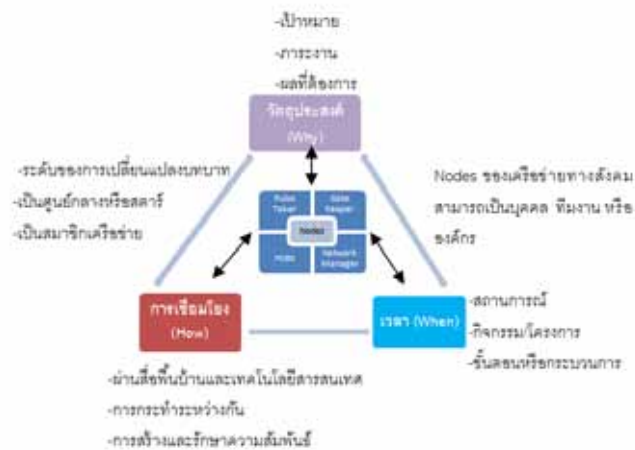 -เป้าหมาย
-ภาระงาน
-ผลที่ต้องการ
วัตถุประสงค์
(Why)
-ระดับของการเปลี่ยนแปลงบทบาท
-เป็นศูนย์กลางหรือสตาร์
-เป็นสมาชิกเครือข่าย
Nodes ของเครือข่ายทางสังคม
สามารถเป็นบุคคล ทีมงาน หรือ
องค์กร
Taker
Gate
Keeper
Nodes
Network
Manager
การเชื่อมโยง
(How)
เวลา (When)
-สถานการณ์
-กิจกรรม/โครงการ
-ขั้นตอนหรือกระบวนการ
-ผ่านสื่อพื้นบ้านและเทคโนโลยีสารสนเทศ
-การกระทำระหว่างกัน
-การสร้างและรักษาความสัมพันธ์